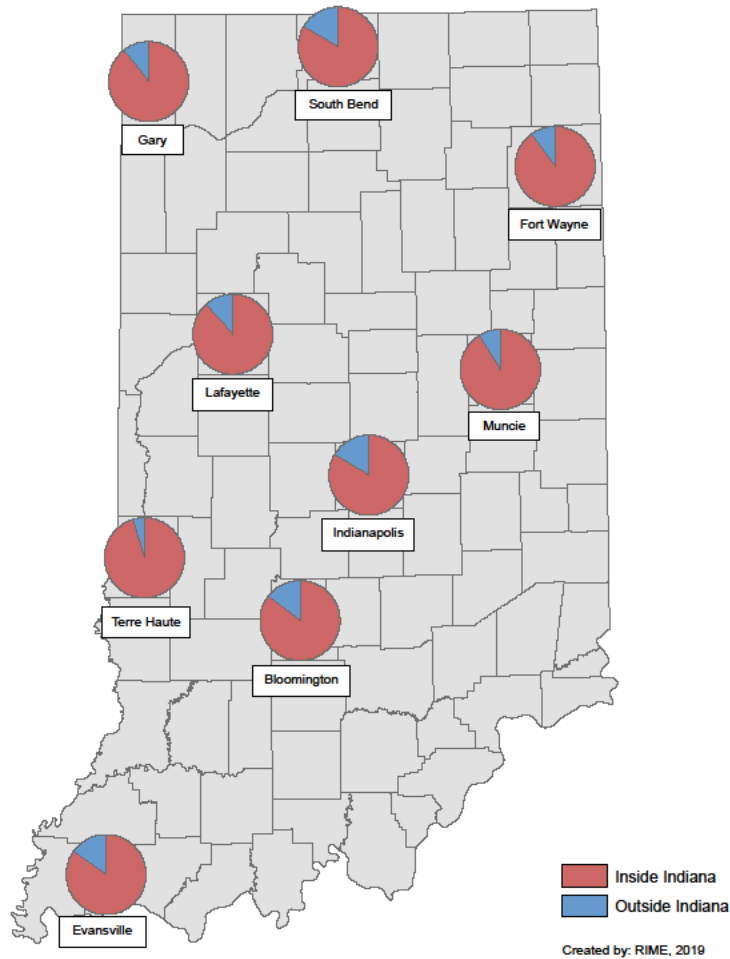 South Bend
Gary
Fort Wayne
Lafayette
Muncie
Indianapolis
Terre Haute
Bloomington
Inside Indiana
Outside Indiana
Evansville
Created by: RIME, 2019